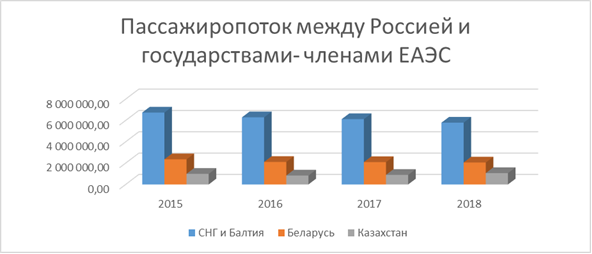 Пассажиропоток между Россией и
государствами- членами ЕАЭС
8 000 000,00
6 000 000,00
4 000 000,00
2 000 000,00
0,00
2015 2016 2017 2018
СНГ и Балтия Беларусь Казахстан